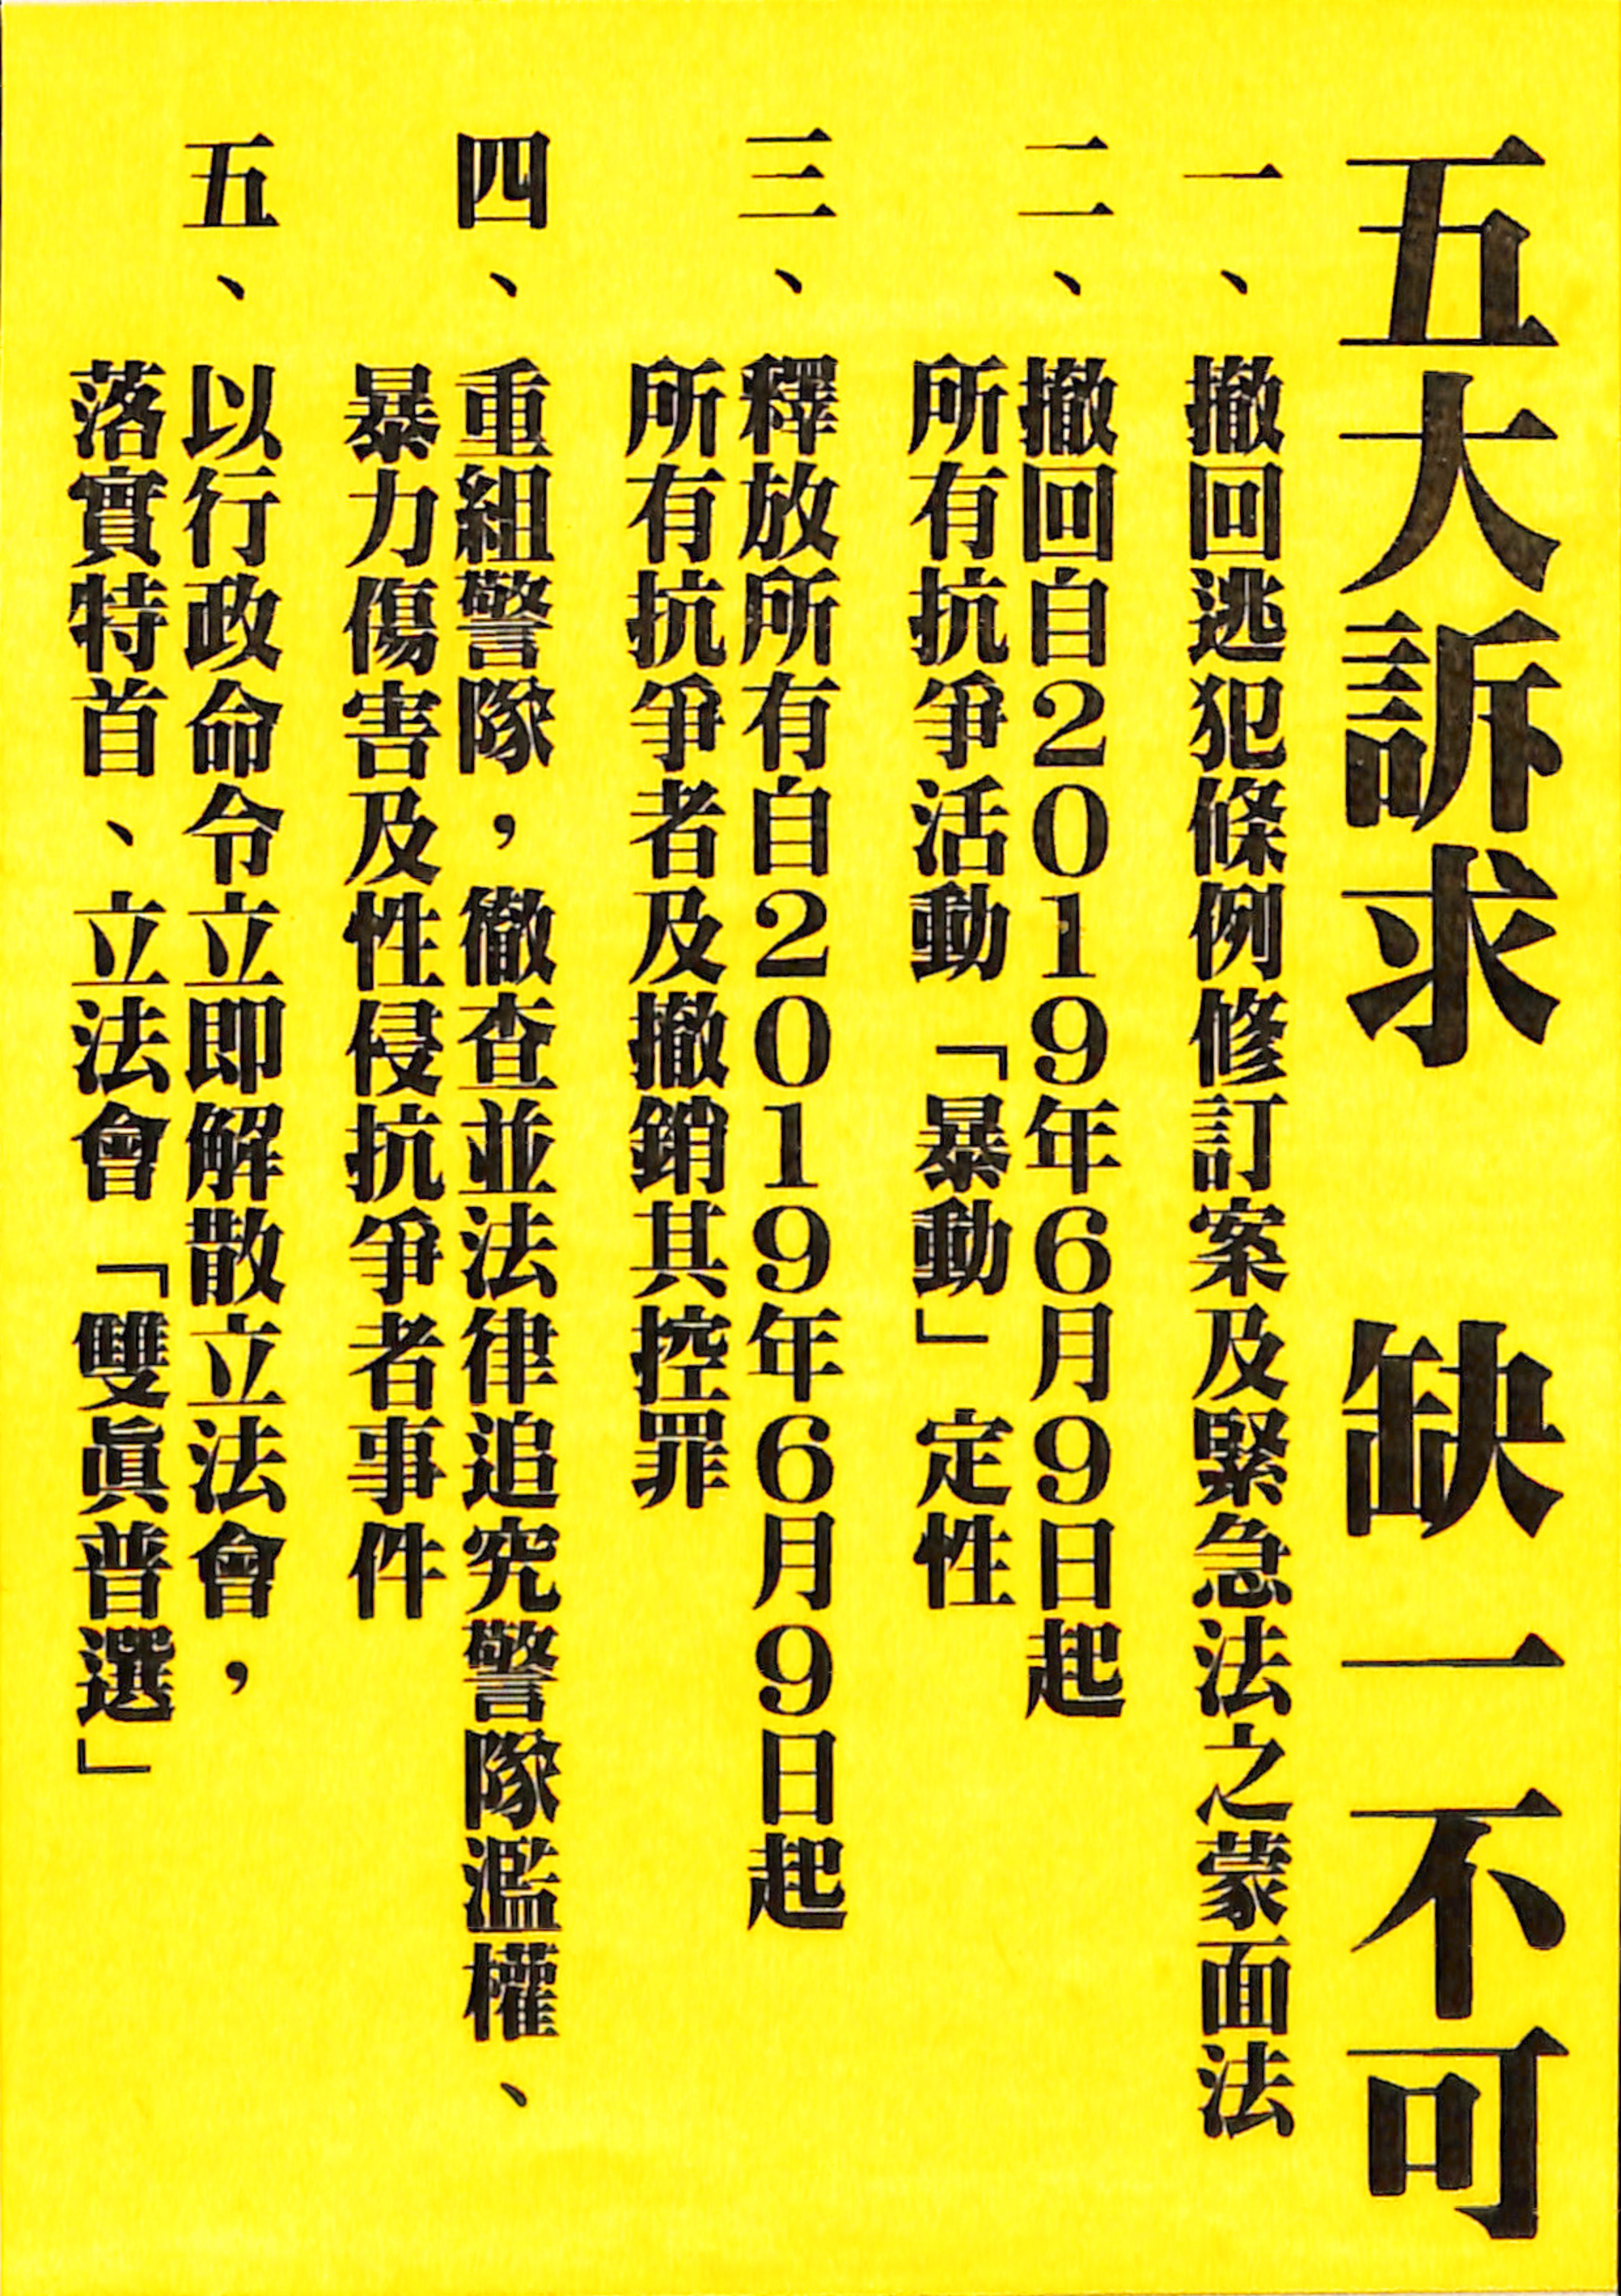 五大訴求　缺一不可
一、撤回逃犯條例修訂案及緊急法之蒙面法
二、撤回自2019年6月9日起
所有抗爭活動「暴動」定性
三、釋放所有自2019年6月9日起
所有抗爭者及撤銷其控罪
四、重組警隊，徹查並法律追究警隊濫權、
暴力傷害及性侵抗爭者事件
五、以行政命令立即解散立法會，
落實特首、立法會「雙眞普選」